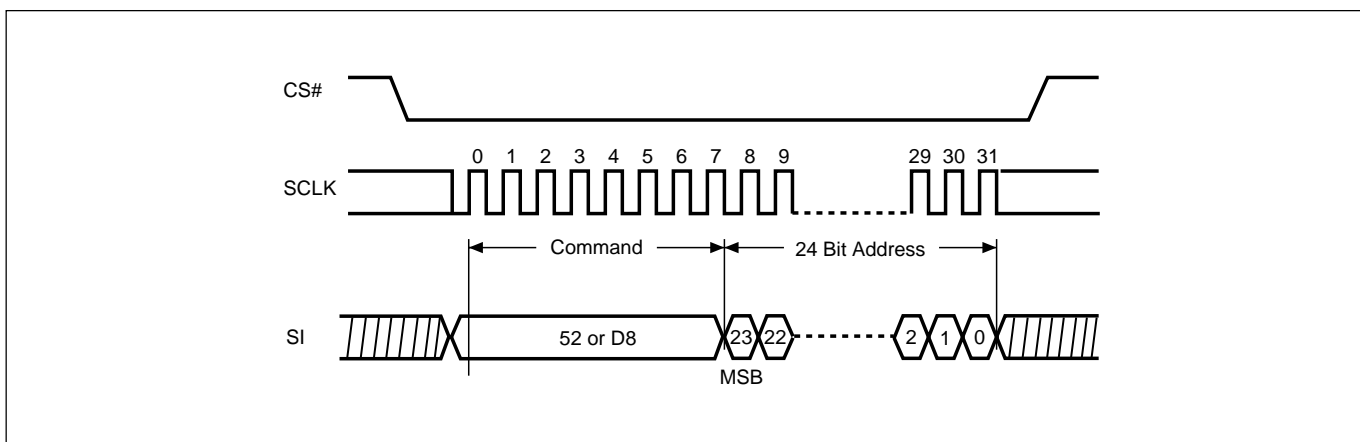 CS#
0 1 2 3 4 5 6 7 8 9 29 30 31
SCLK
Command 24 Bit Address
SI 52 or D8 23 22 2 1 0
MSB